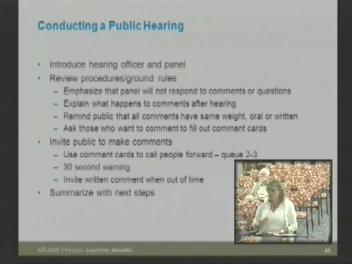 Conducting a Public Hearing
• Introduce hearing officer and panel
• Review procedures/ground rules
– Emphasize that panel will not respond to comments or questions
– Explain what happens to comments after hearing
– Remind public that all comments have same weight, oral or written
– Ask those who want to comment to fill out comment cards
• Invite public to make comments
– Use comment cards to call people forward – queue 2-3
– 30 second warning
– Invite written comment when out of time
• Summarize with next steps